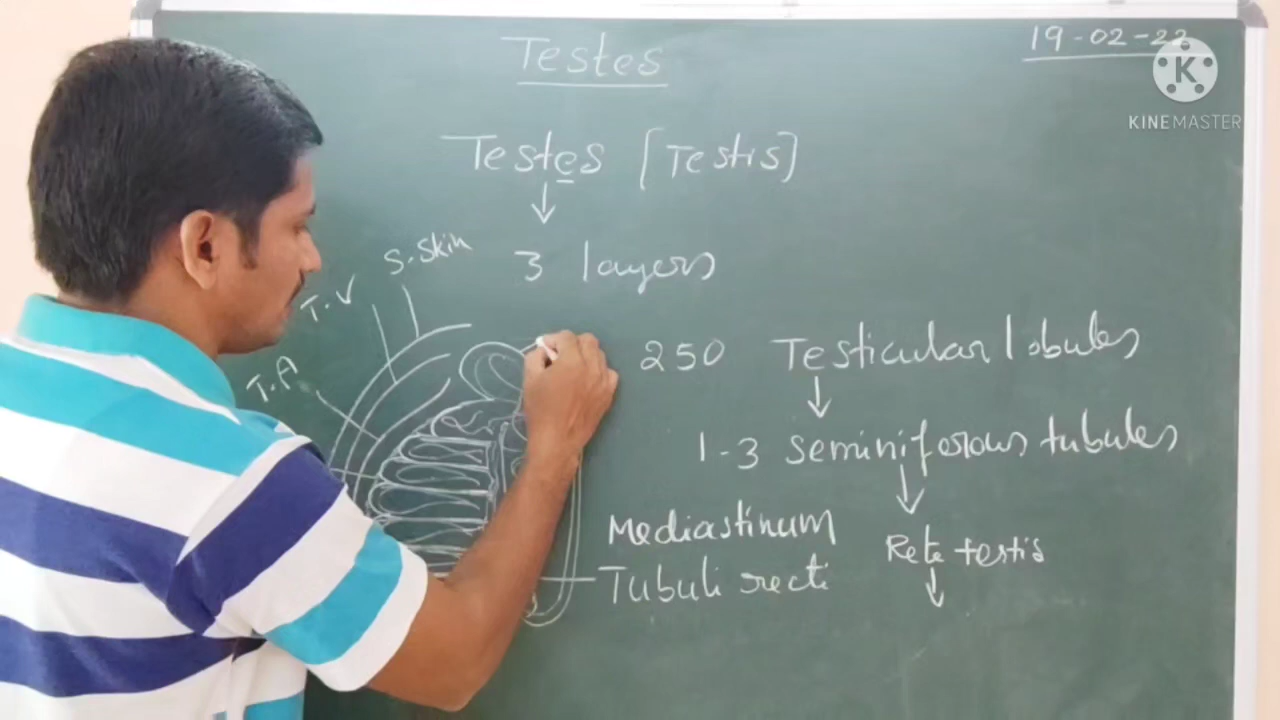 Testes
19-02-22
KINEMASTER
Testes [Testis]
3 layers
S.Skin
T.V
T.A
250 Testicular lobules
1-3 seminiferous tubules
Mediastinum
Rete testis
Tubuli recti